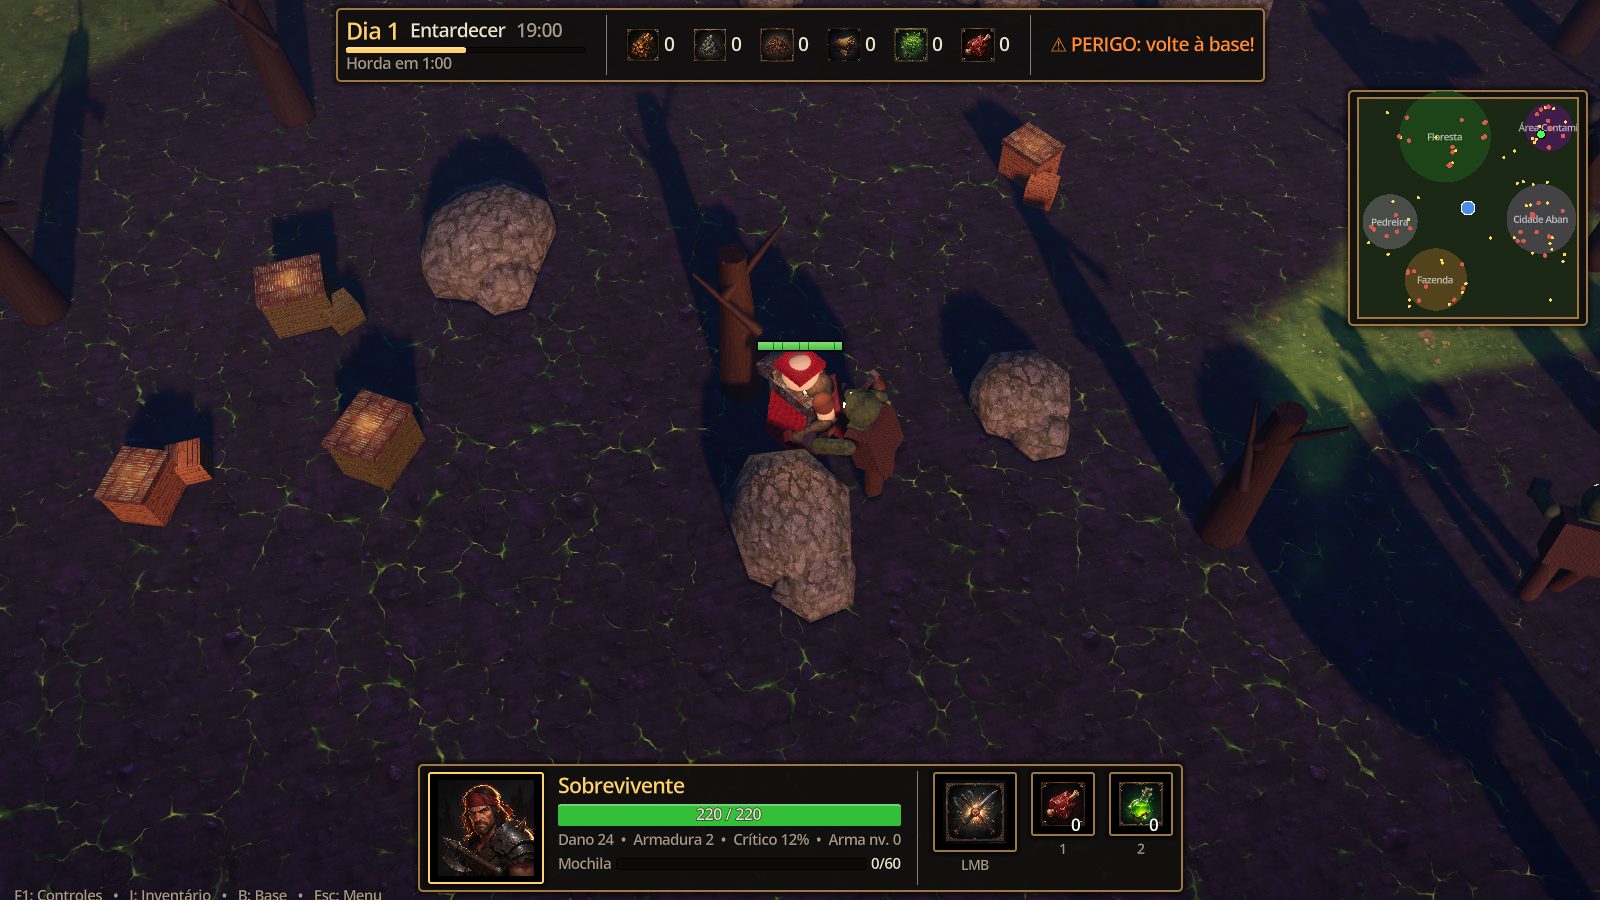 Dia 1 Entardecer 19:00
Horda em 1:00
0 0 0 0 0 0
⚠ PERIGO: volte à base!
Floresta
Área Contami
Pedreira
Cidade Aban
Fazenda
Sobrevivente
220 / 220
Dano 24 • Armadura 2 • Crítico 12% • Arma nv. 0
Mochila 0/60
LMB
0
1
0
2
F1: Controles • I: Inventário • B: Base • Esc: Menu